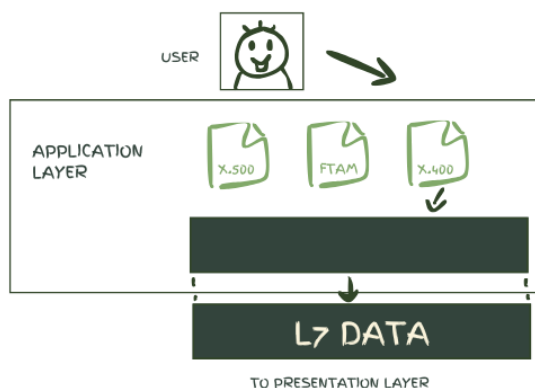 USER
APPLICATION
LAYER
X.500 FTAM X.400
L7 DATA
TO PRESENTATION LAYER